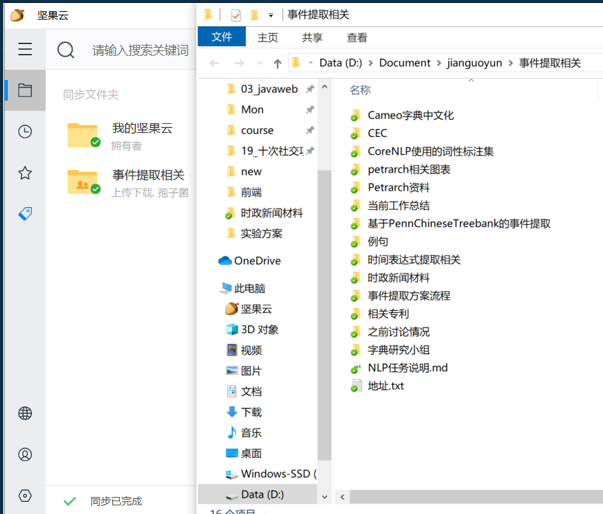 坚果云
请输入搜索关键词
同步文件夹
我的坚果云
拥有者
事件提取相关
上传下载, 孢子菌
同步已完成
事件提取相关
文件 主页 共享 查看
Data (D:) > Document > jianguoyun > 事件提取相关
03_javaweb
Mon
course
19_十次社交项
new
前端
时政新闻材料
实验方案
OneDrive
此电脑
坚果云
3D 对象
视频
图片
文档
下载
音乐
桌面
Windows-SSD (
Data (D:)
名称
Cameo字典中文化
CEC
CoreNLP使用的词性标注集
petrarch相关图表
Petrarch资料
当前工作总结
基于PennChineseTreebank的事件提取
例句
时间表达式提取相关
时政新闻材料
事件提取方案流程
相关专利
之前讨论情况
字典研究小组
NLP任务说明.md
地址.txt
16 个项目